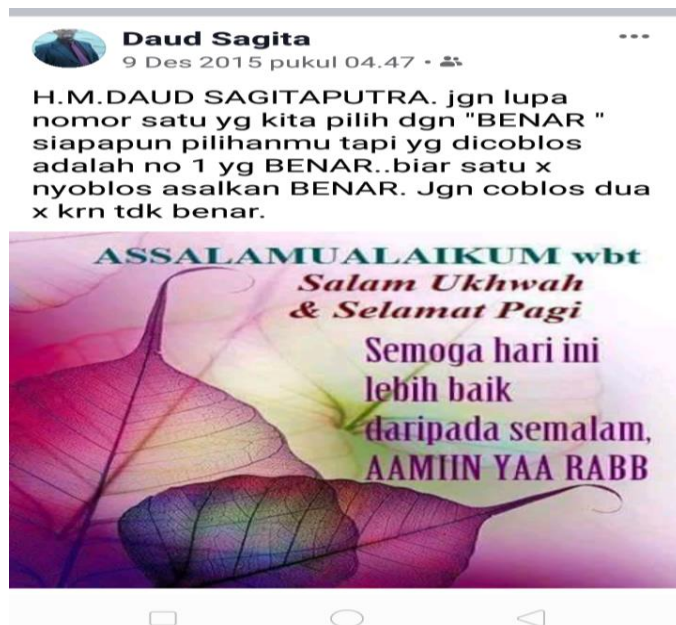 Daud Sagita
9 Des 2015 pukul 04.47 •
H.M.DAUD SAGITAPUTRA. jgn lupa
nomor satu yg kita pilih dgn "BENAR "
siapapun pilihanmu tapi yg dicoblos
adalah no 1 yg BENAR..biar satu x
nyoblos asalkan BENAR. Jgn coblos dua
x krn tdk benar.
ASSALAMUALAIKUM wbt
Salam Ukhwah
& Selamat Pagi
Semoga hari ini
lebih baik
daripada semalam,
AAMIIN YAA RABB